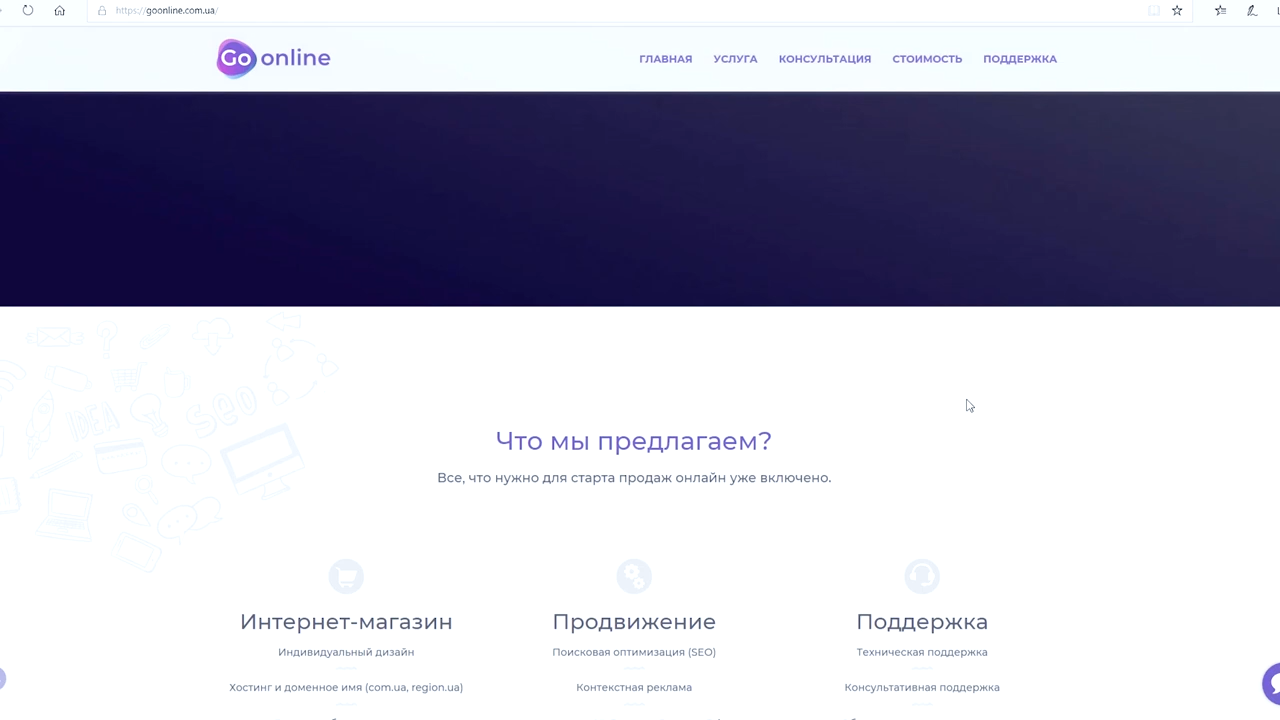 https://goonline.com.ua/
Go online
ГЛАВНАЯ УСЛУГА КОНСУЛЬТАЦИЯ СТОИМОСТЬ ПОДДЕРЖКА
IDEA
seo
Что мы предлагаем?
Все, что нужно для старта продаж онлайн уже включено.
Интернет-магазин Продвижение Поддержка
Индивидуальный дизайн Поисковая оптимизация (SEO) Техническая поддержка
Хостинг и доменное имя (com.ua, region.ua) Контекстная реклама Консультативная поддержка